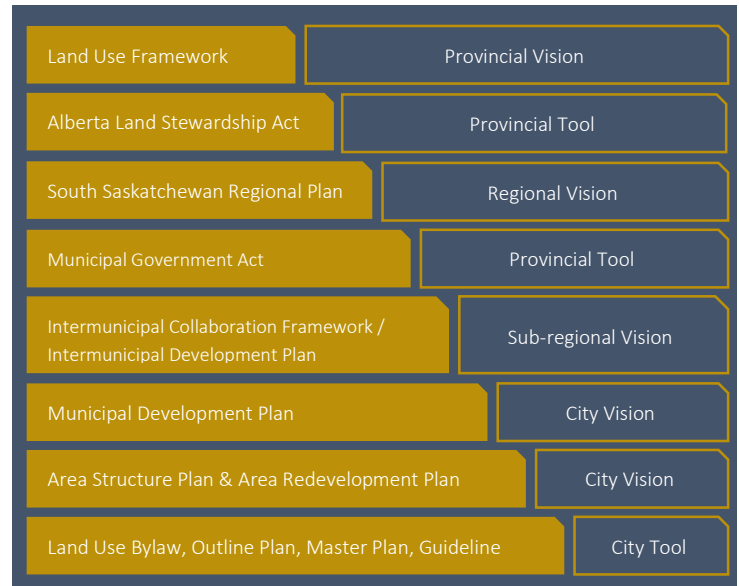 Land Use Framework
Provincial Vision
Alberta Land Stewardship Act
Provincial Tool
South Saskatchewan Regional Plan
Regional Vision
Municipal Government Act
Provincial Tool
Intermunicipal Collaboration Framework /
Intermunicipal Development Plan
Sub-regional Vision
Municipal Development Plan
City Vision
Area Structure Plan & Area Redevelopment Plan
City Vision
Land Use Bylaw, Outline Plan, Master Plan, Guideline
City Tool